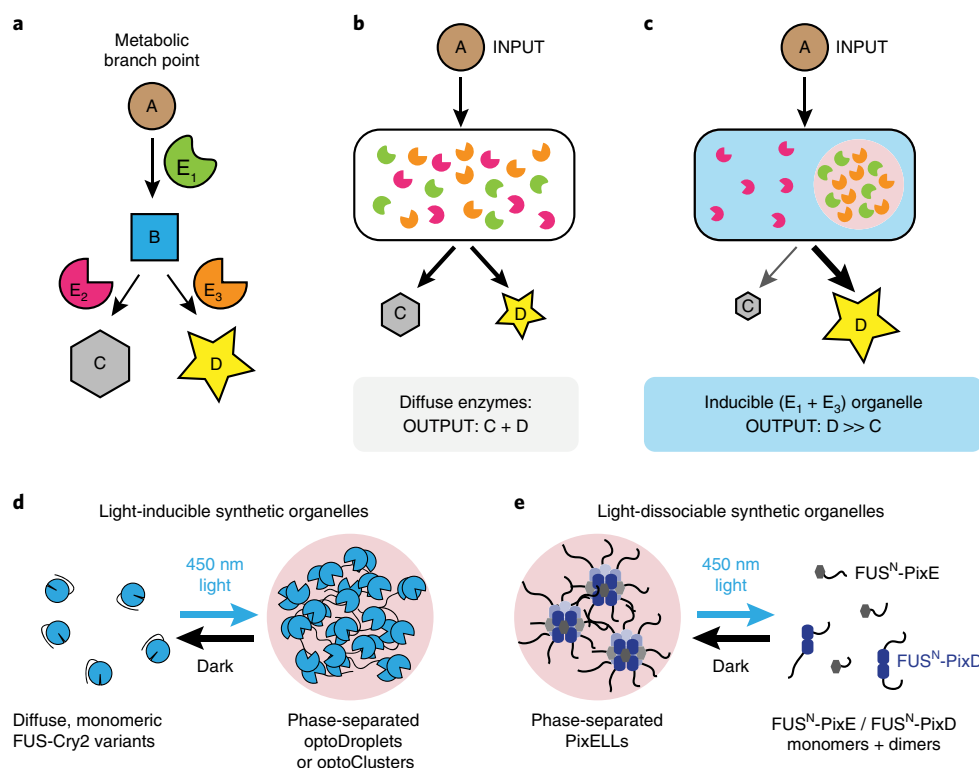 a
Metabolic
branch point
A
E₁
B
E₂
E₃
C
D
b
A
INPUT
C
D
Diffuse enzymes:
OUTPUT: C + D
c
A
INPUT
C
D
Inducible (E₁ + E₃) organelle
OUTPUT: D >> C
d
Light-inducible synthetic organelles
450 nm
light
Dark
Diffuse, monomeric
FUS-Cry2 variants
Phase-separated
optoDroplets
or optoClusters
e
Light-dissociable synthetic organelles
450 nm
light
Dark
FUSᴺ-PixE
FUSᴺ-PixD
Phase-separated
PixELLs
FUSᴺ-PixE / FUSᴺ-PixD
monomers + dimers